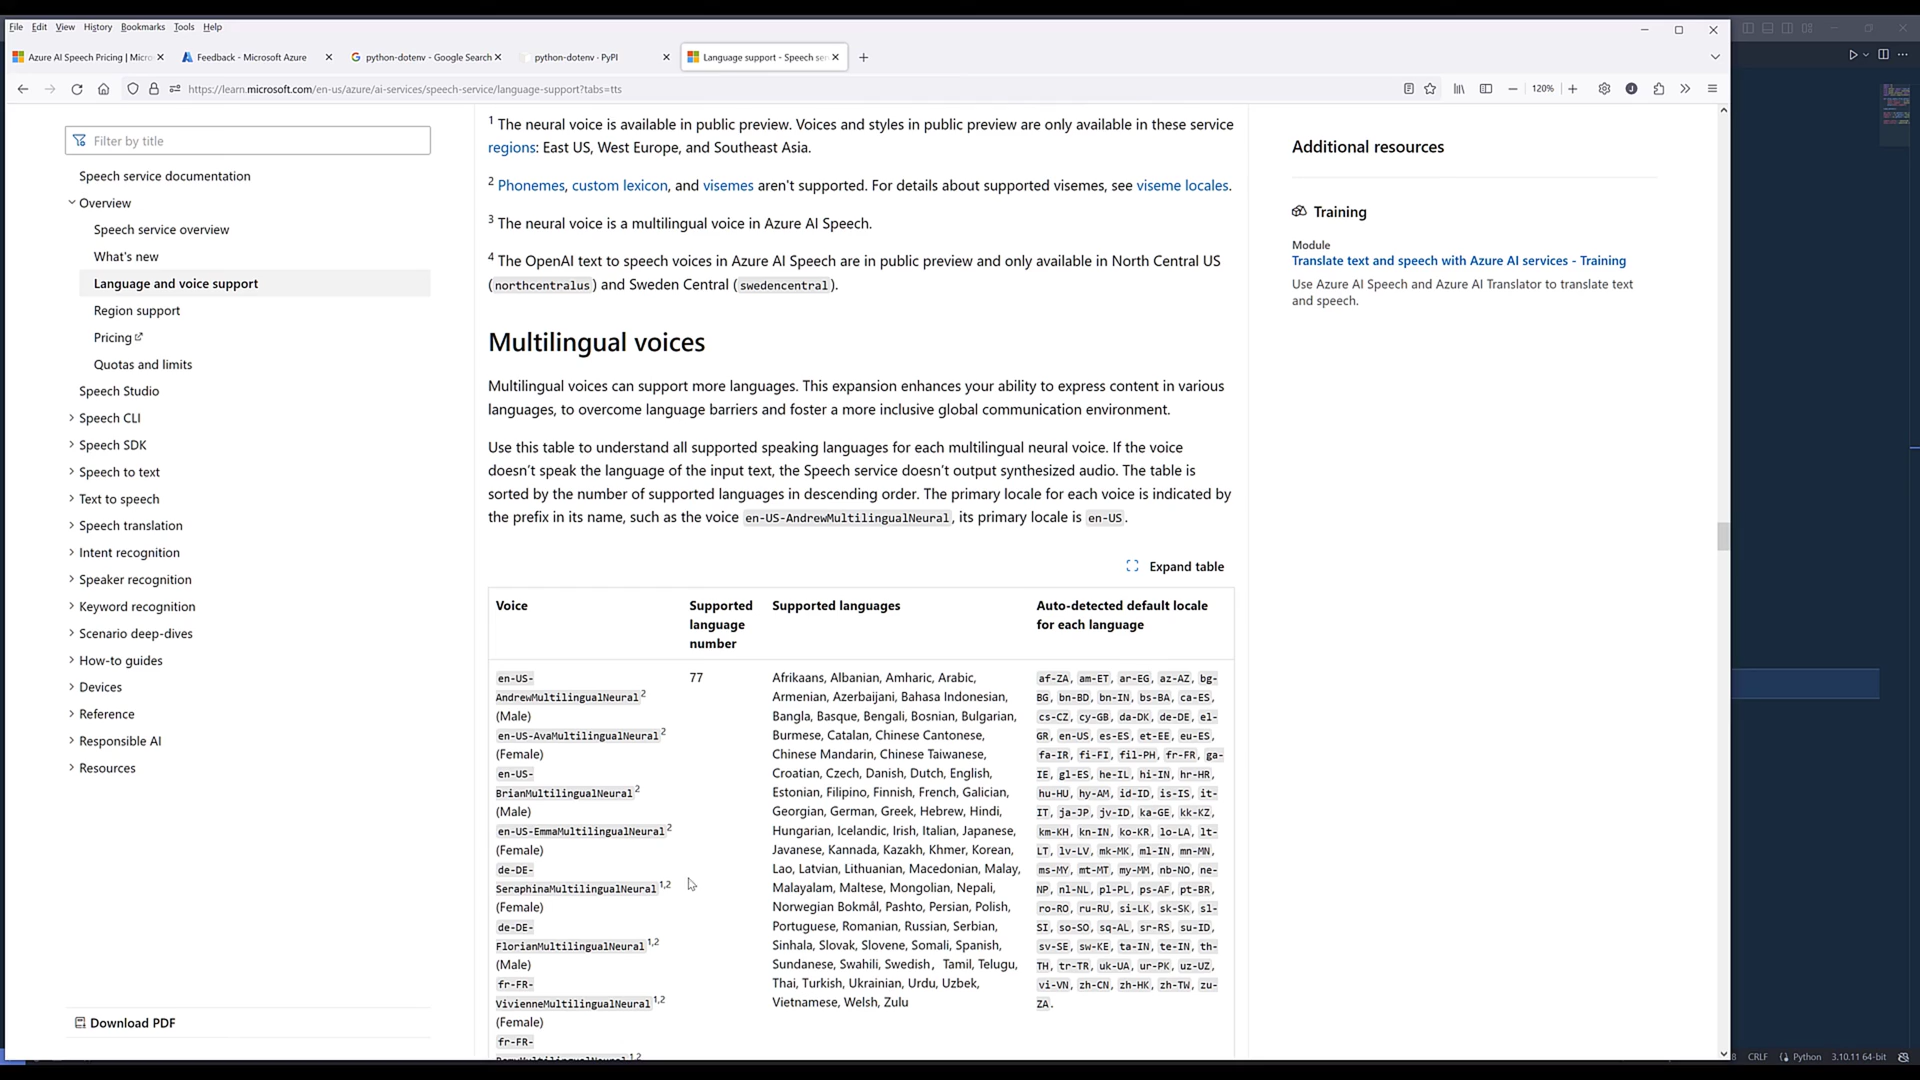 File Edit View History Bookmarks Tools Help
Azure AI Speech Pricing | Micro
Feedback - Microsoft Azure
python-dotenv - Google Search
python-dotenv · PyPI
Language support - Speech ser
https://learn.microsoft.com/en-us/azure/ai-services/speech-service/language-support?tabs=tts
120%
Filter by title
Speech service documentation
Overview
Speech service overview
What's new
Language and voice support
Region support
Pricing
Quotas and limits
Speech Studio
Speech CLI
Speech SDK
Speech to text
Text to speech
Speech translation
Intent recognition
Speaker recognition
Keyword recognition
Scenario deep-dives
How-to guides
Devices
Reference
Responsible AI
Resources
Download PDF
1 The neural voice is available in public preview. Voices and styles in public preview are only available in these service
regions: East US, West Europe, and Southeast Asia.
2 Phonemes, custom lexicon, and visemes aren't supported. For details about supported visemes, see viseme locales.
3 The neural voice is a multilingual voice in Azure AI Speech.
4 The OpenAI text to speech voices in Azure AI Speech are in public preview and only available in North Central US
(northcentralus) and Sweden Central (swedencentral).
Multilingual voices
Multilingual voices can support more languages. This expansion enhances your ability to express content in various
languages, to overcome language barriers and foster a more inclusive global communication environment.
Use this table to understand all supported speaking languages for each multilingual neural voice. If the voice
doesn't speak the language of the input text, the Speech service doesn't output synthesized audio. The table is
sorted by the number of supported languages in descending order. The primary locale for each voice is indicated by
the prefix in its name, such as the voice en-US-AndrewMultilingualNeural, its primary locale is en-US.
Expand table
Voice
Supported
language
number
Supported languages
Auto-detected default locale
for each language
en-US-
AndrewMultilingualNeural2
(Male)
en-US-AvaMultilingualNeural2
(Female)
en-US-
BrianMultilingualNeural2
(Male)
en-US-EmmaMultilingualNeural2
(Female)
de-DE-
SeraphinaMultilingualNeural1,2
(Female)
de-DE-
FlorianMultilingualNeural1,2
(Male)
fr-FR-
VivienneMultilingualNeural1,2
(Female)
fr-FR-
77
Afrikaans, Albanian, Amharic, Arabic,
Armenian, Azerbaijani, Bahasa Indonesian,
Bangla, Basque, Bengali, Bosnian, Bulgarian,
Burmese, Catalan, Chinese Cantonese,
Chinese Mandarin, Chinese Taiwanese,
Croatian, Czech, Danish, Dutch, English,
Estonian, Filipino, Finnish, French, Galician,
Georgian, German, Greek, Hebrew, Hindi,
Hungarian, Icelandic, Irish, Italian, Japanese,
Javanese, Kannada, Kazakh, Khmer, Korean,
Lao, Latvian, Lithuanian, Macedonian, Malay,
Malayalam, Maltese, Mongolian, Nepali,
Norwegian Bokmål, Pashto, Persian, Polish,
Portuguese, Romanian, Russian, Serbian,
Sinhala, Slovak, Slovene, Somali, Spanish,
Sundanese, Swahili, Swedish，Tamil, Telugu,
Thai, Turkish, Ukrainian, Urdu, Uzbek,
Vietnamese, Welsh, Zulu
af-ZA, am-ET, ar-EG, az-AZ, bg-
BG, bn-BD, bn-IN, bs-BA, ca-ES,
cs-CZ, cy-GB, da-DK, de-DE, el-
GR, en-US, es-ES, et-EE, eu-ES,
fa-IR, fi-FI, fil-PH, fr-FR, ga-
IE, gl-ES, he-IL, hi-IN, hr-HR,
hu-HU, hy-AM, id-ID, is-IS, it-
IT, ja-JP, jv-ID, ka-GE, kk-KZ,
km-KH, kn-IN, ko-KR, lo-LA, lt-
LT, lv-LV, mk-MK, ml-IN, mn-MN,
ms-MY, mt-MT, my-MM, nb-NO, ne-
NP, nl-NL, pl-PL, ps-AF, pt-BR,
ro-RO, ru-RU, si-LK, sk-SK, sl-
SI, so-SO, sq-AL, sr-RS, su-ID,
sv-SE, sw-KE, ta-IN, te-IN, th-
TH, tr-TR, uk-UA, ur-PK, uz-UZ,
vi-VN, zh-CN, zh-HK, zh-TW, zu-
ZA.
Additional resources
Training
Module
Translate text and speech with Azure AI services - Training
Use Azure AI Speech and Azure AI Translator to translate text
and speech.
CRLF Python 3.10.11 64-bit